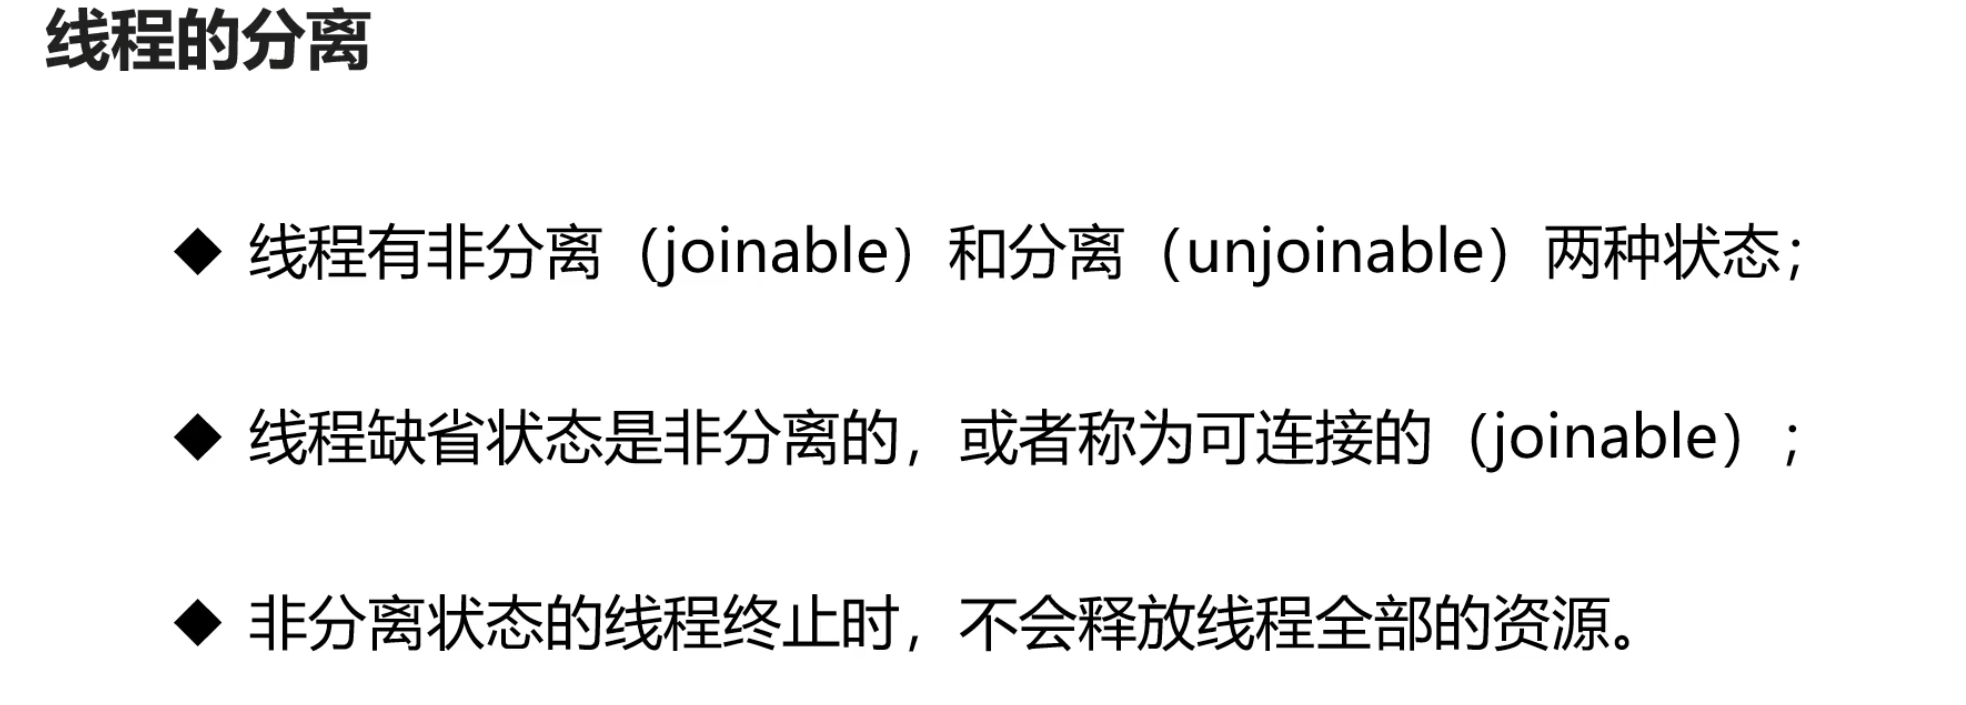 线程的分离
◆ 线程有非分离（joinable）和分离（unjoinable）两种状态；
◆ 线程缺省状态是非分离的，或者称为可连接的（joinable）；
◆ 非分离状态的线程终止时，不会释放线程全部的资源。